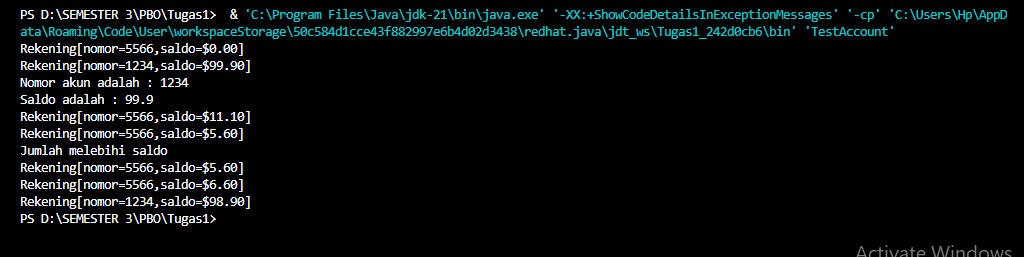 PS D:\SEMESTER 3\PBO\Tugas1>  & 'C:\Program Files\Java\jdk-21\bin\java.exe' '-XX:+ShowCodeDetailsInExceptionMessages' '-cp' 'C:\Users\Hp\AppD
ata\Roaming\Code\User\workspaceStorage\50c584d1cce43f882997e6b4d02d3438\redhat.java\jdt_ws\Tugas1_242d0cb6\bin' 'TestAccount'
Rekening[nomor=5566,saldo=$0.00]
Rekening[nomor=1234,saldo=$99.90]
Nomor akun adalah : 1234
Saldo adalah : 99.9
Rekening[nomor=5566,saldo=$11.10]
Rekening[nomor=5566,saldo=$5.60]
Jumlah melebihi saldo
Rekening[nomor=5566,saldo=$5.60]
Rekening[nomor=5566,saldo=$6.60]
Rekening[nomor=1234,saldo=$98.90]
PS D:\SEMESTER 3\PBO\Tugas1>
Activate Windows